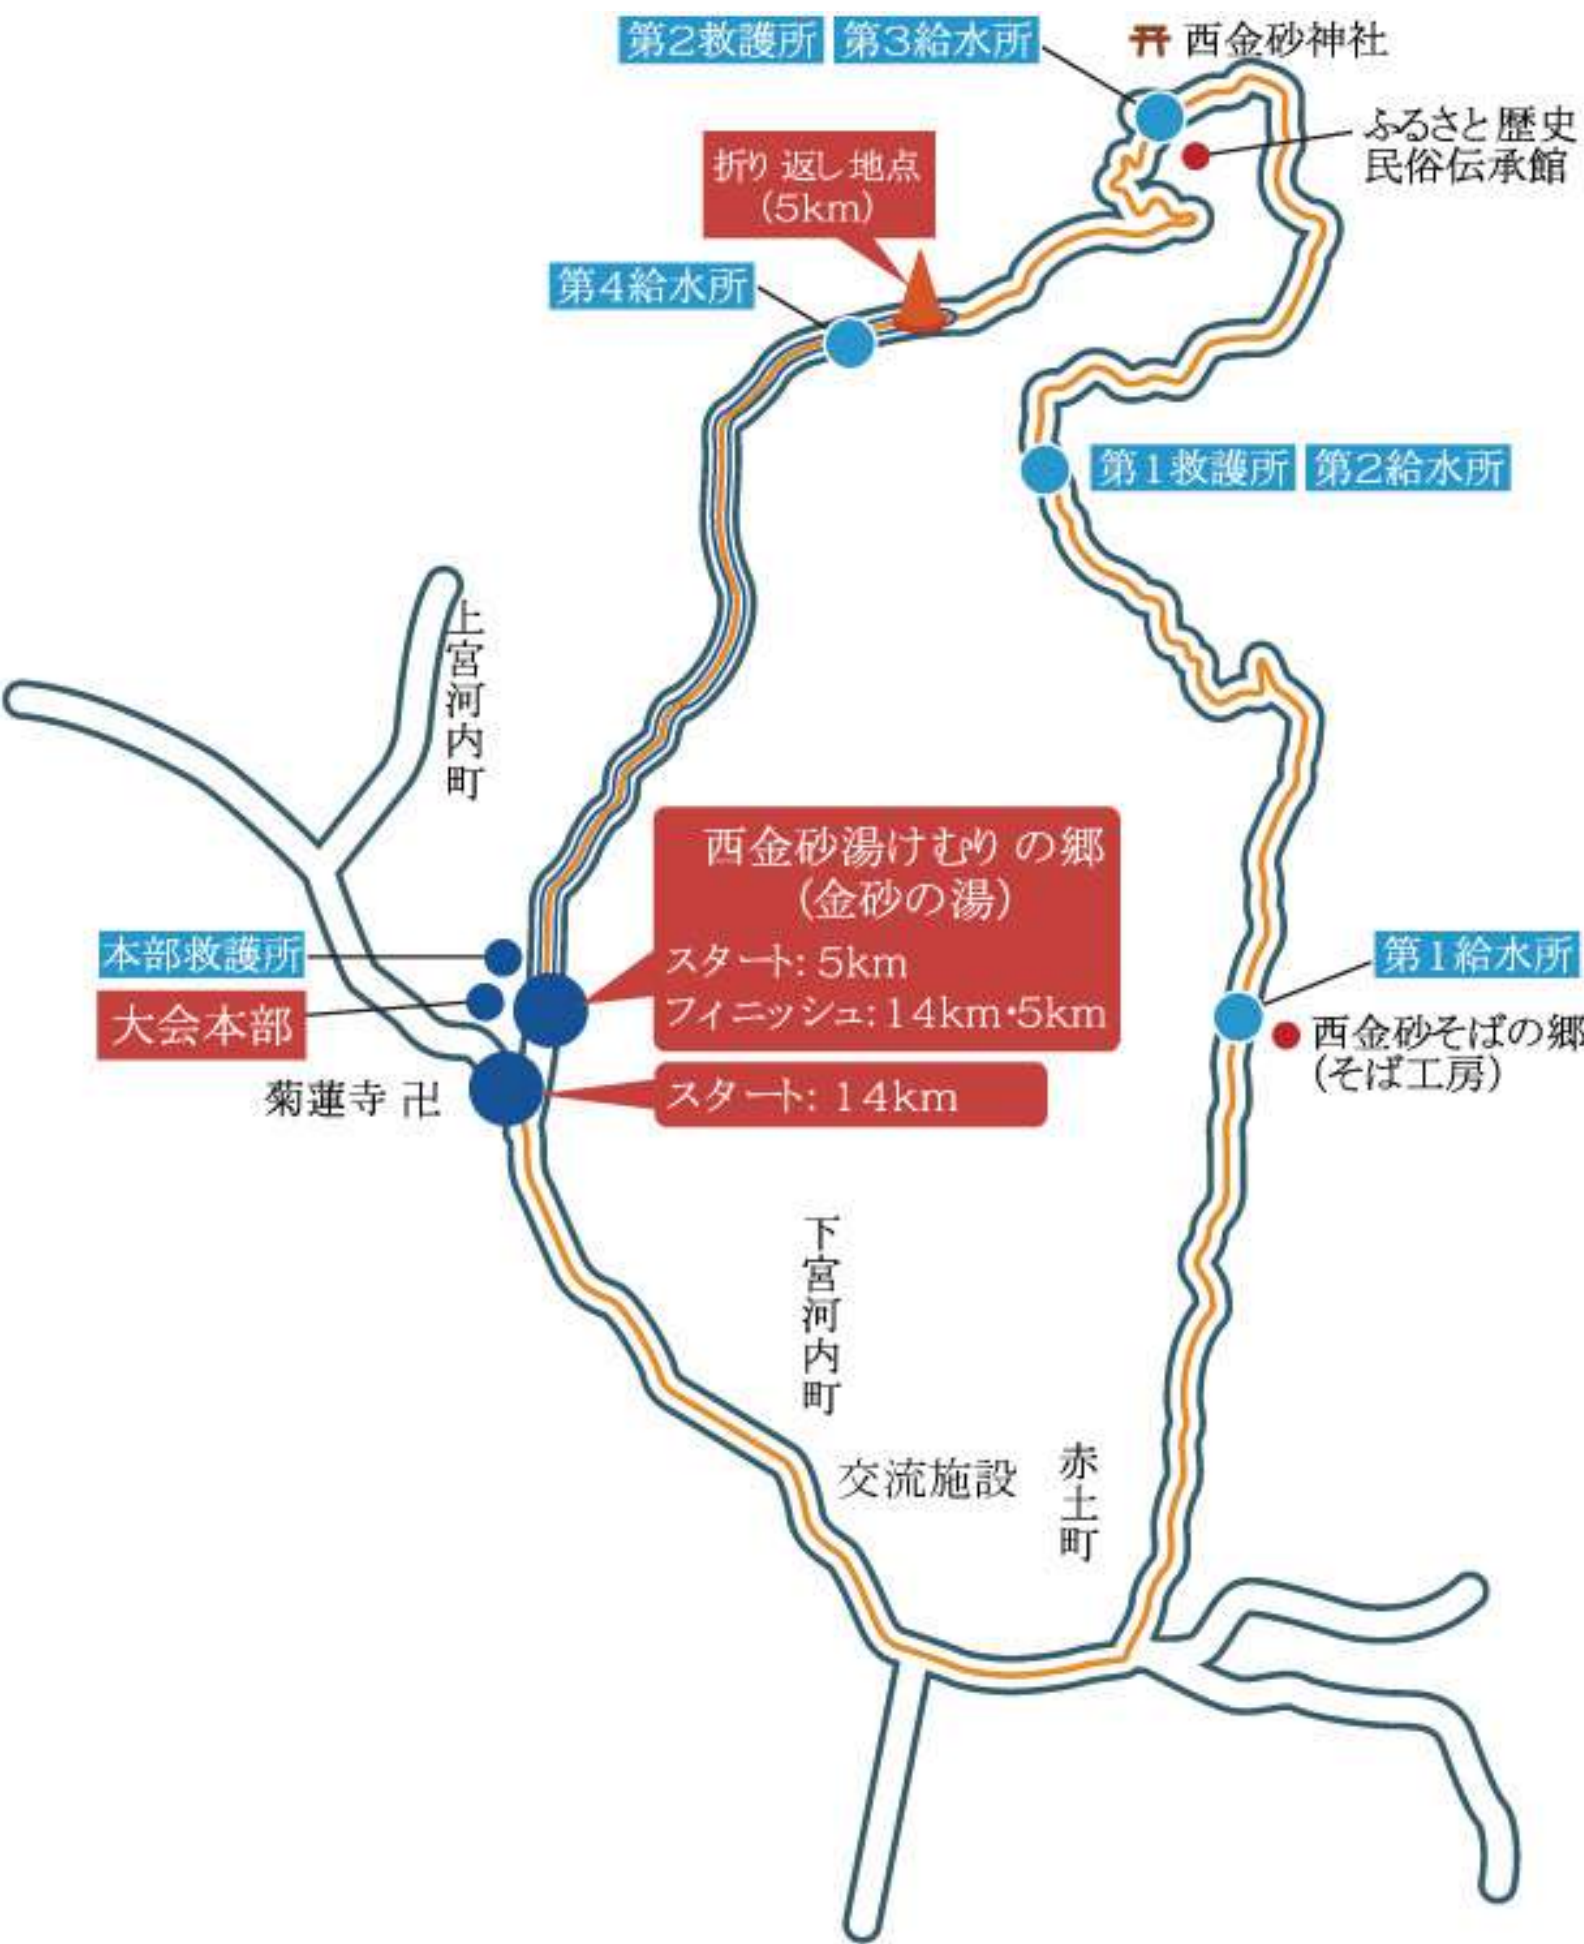 第2救護所 第3給水所
西金砂神社
ふるさと歴史
民俗伝承館
折り返し地点
(5km)
第4給水所
第1救護所 第2給水所
上宮河内町
西金砂湯けむりの郷
(金砂の湯)
スタート: 5km
フィニッシュ: 14km・5km
本部救護所
大会本部
第1給水所
西金砂そばの郷
(そば工房)
菊蓮寺 卍
スタート: 14km
下宮河内町
交流施設
赤土町